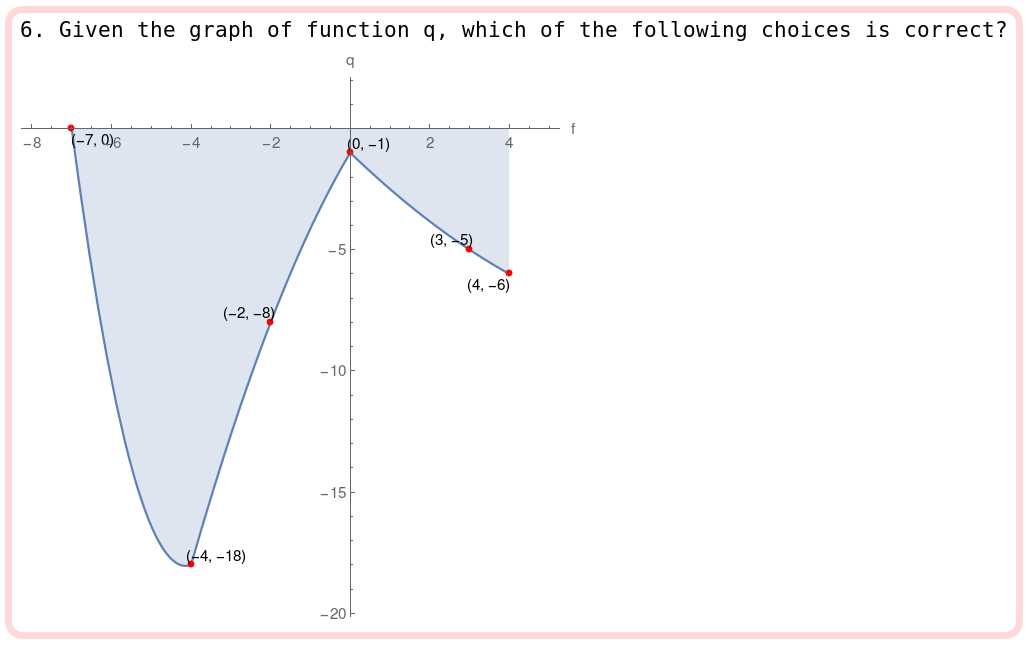 6. Given the graph of function q, which of the following choices is correct?
q
f
−8 −6 −4 −2 2 4
(−7, 0)
(0, −1)
(3, −5)
−5
(4, −6)
(−2, −8)
−10
−15
(−4, −18)
−20